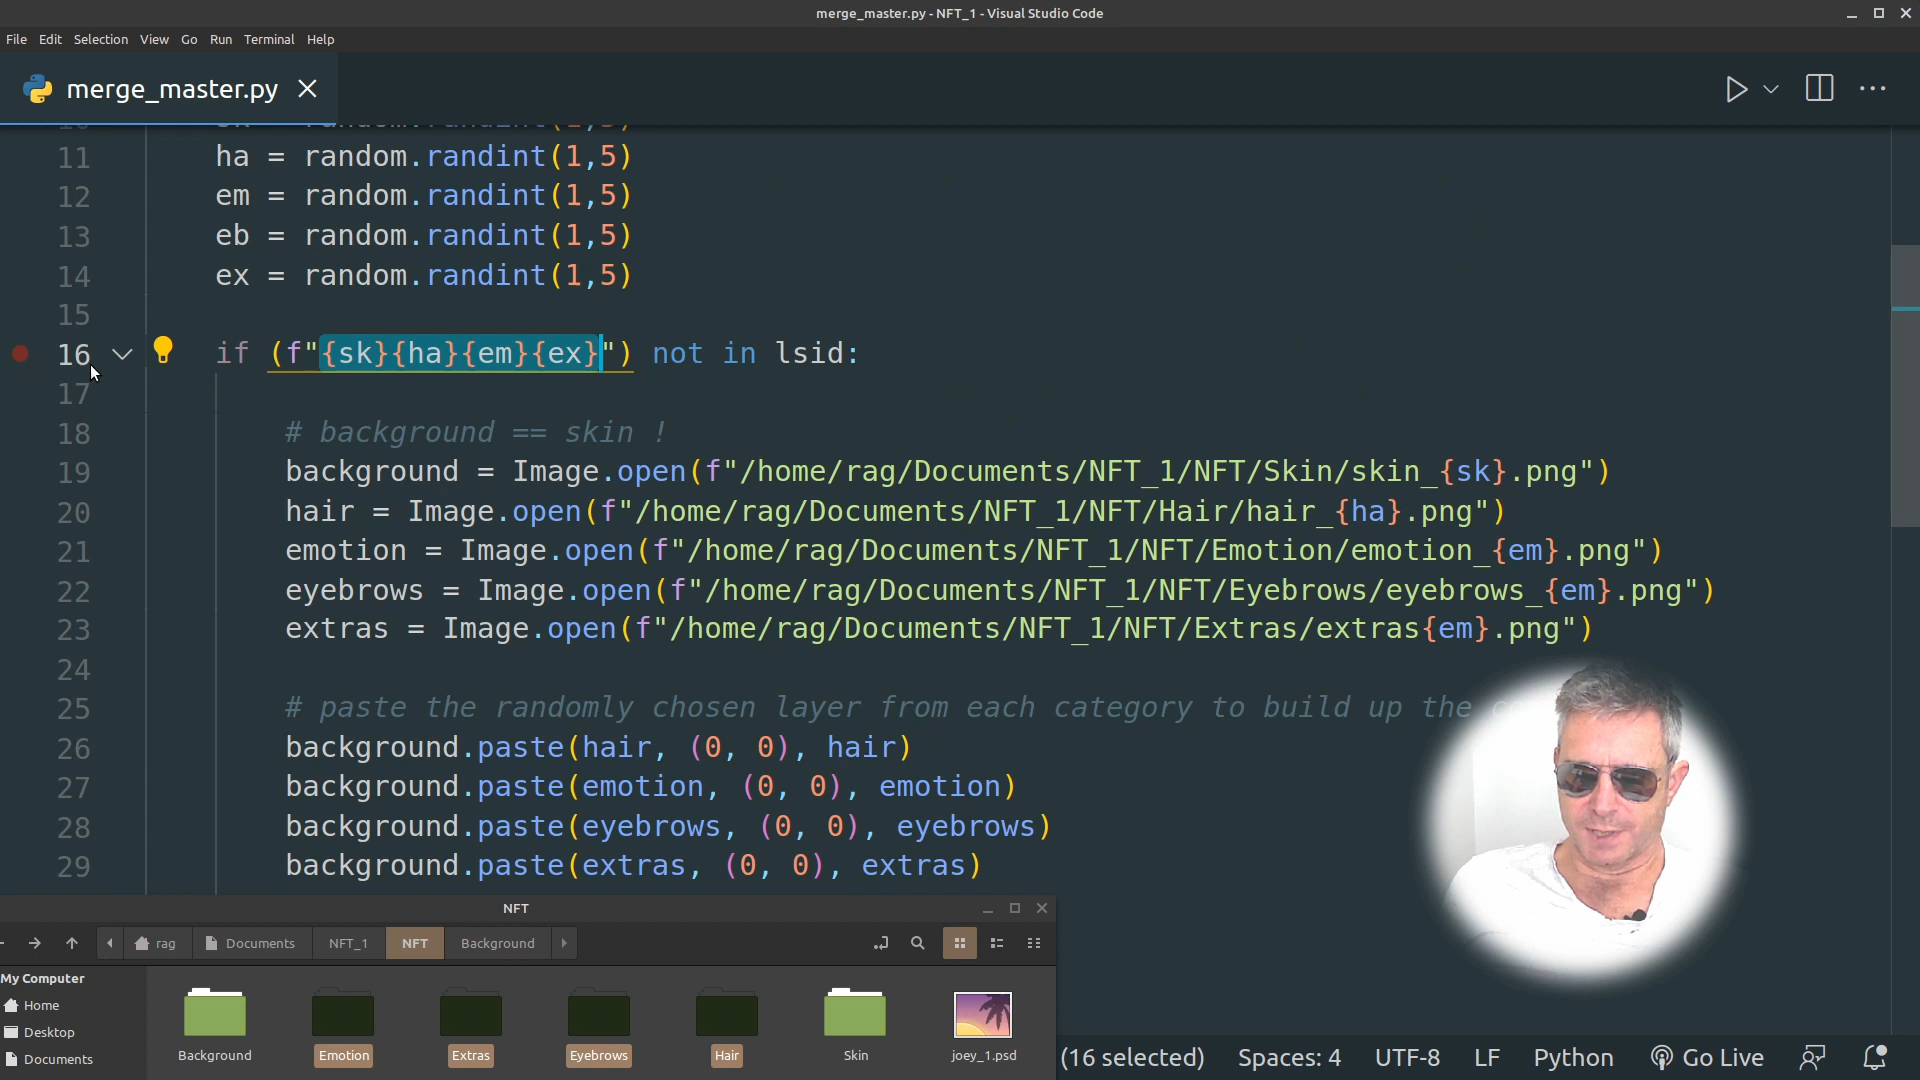 merge_master.py - NFT_1 - Visual Studio Code
File Edit Selection View Go Run Terminal Help
merge_master.py
11 ha = random.randint(1,5)
12 em = random.randint(1,5)
13 eb = random.randint(1,5)
14 ex = random.randint(1,5)
15
16 if (f"{sk}{ha}{em}{ex}") not in lsid:
17
18 # background == skin !
19 background = Image.open(f"/home/rag/Documents/NFT_1/NFT/Skin/skin_{sk}.png")
20 hair = Image.open(f"/home/rag/Documents/NFT_1/NFT/Hair/hair_{ha}.png")
21 emotion = Image.open(f"/home/rag/Documents/NFT_1/NFT/Emotion/emotion_{em}.png")
22 eyebrows = Image.open(f"/home/rag/Documents/NFT_1/NFT/Eyebrows/eyebrows_{em}.png")
23 extras = Image.open(f"/home/rag/Documents/NFT_1/NFT/Extras/extras{em}.png")
24
25 # paste the randomly chosen layer from each category to build up the
26 background.paste(hair, (0, 0), hair)
27 background.paste(emotion, (0, 0), emotion)
28 background.paste(eyebrows, (0, 0), eyebrows)
29 background.paste(extras, (0, 0), extras)
NFT
rag Documents NFT_1 NFT Background
My Computer
Home
Desktop
Documents
Background Emotion Extras Eyebrows Hair Skin joey_1.psd
(16 selected) Spaces: 4 UTF-8 LF Python Go Live